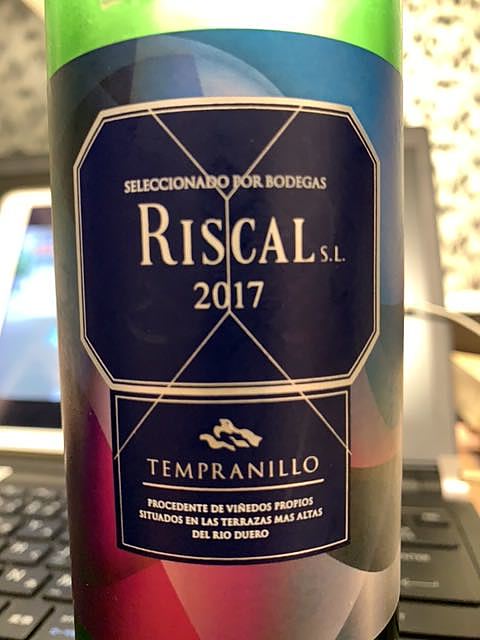 SELECCIONADO POR BODEGAS
RISCAL S.L.
2017
TEMPRANILLO
PROCEDENTE DE VIÑEDOS PROPIOS
SITUADOS EN LAS TERRAZAS MAS ALTAS
DEL RIO DUERO